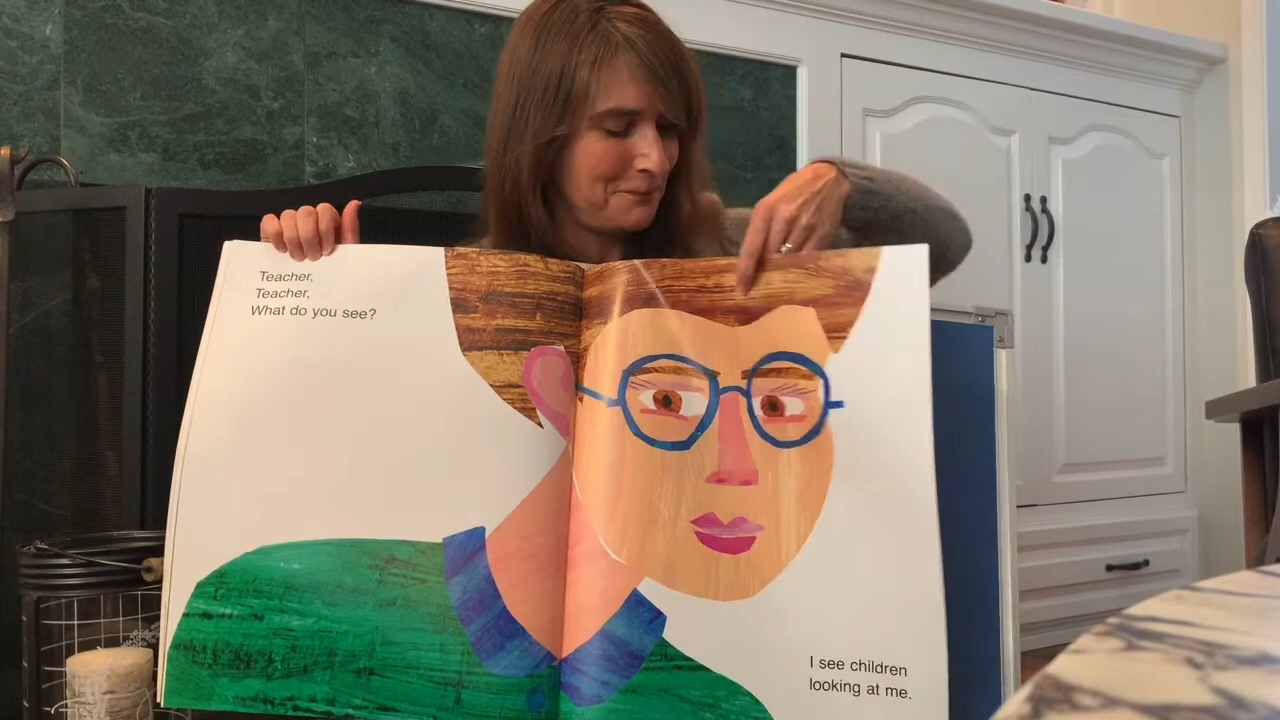 Teacher,
Teacher,
What do you see?
I see children
looking at me.